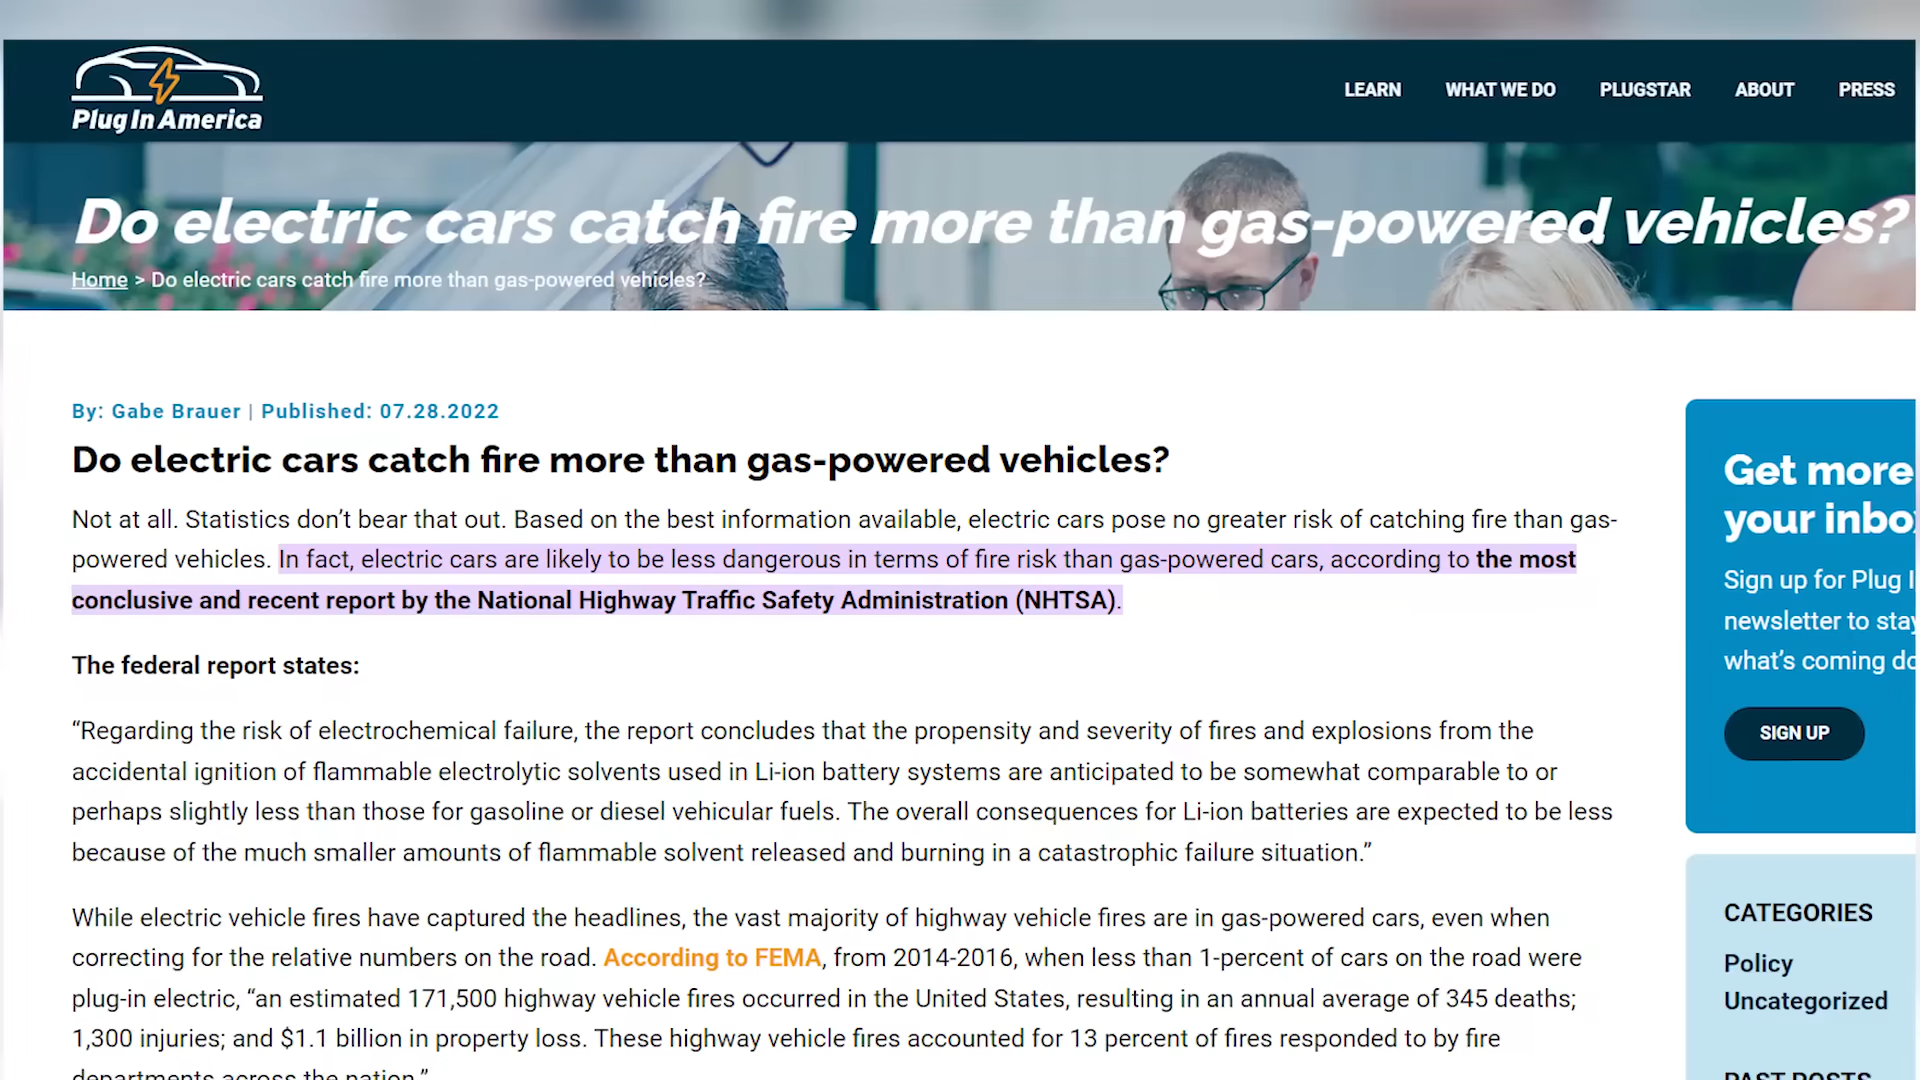 Plug In America
LEARN WHAT WE DO PLUGSTAR ABOUT PRESS
Do electric cars catch fire more than gas-powered vehicles?
Home > Do electric cars catch fire more than gas-powered vehicles?
By: Gabe Brauer | Published: 07.28.2022
Do electric cars catch fire more than gas-powered vehicles?
Not at all. Statistics don’t bear that out. Based on the best information available, electric cars pose no greater risk of catching fire than gas-
powered vehicles. In fact, electric cars are likely to be less dangerous in terms of fire risk than gas-powered cars, according to the most
conclusive and recent report by the National Highway Traffic Safety Administration (NHTSA).
The federal report states:
“Regarding the risk of electrochemical failure, the report concludes that the propensity and severity of fires and explosions from the
accidental ignition of flammable electrolytic solvents used in Li-ion battery systems are anticipated to be somewhat comparable to or
perhaps slightly less than those for gasoline or diesel vehicular fuels. The overall consequences for Li-ion batteries are expected to be less
because of the much smaller amounts of flammable solvent released and burning in a catastrophic failure situation.”
While electric vehicle fires have captured the headlines, the vast majority of highway vehicle fires are in gas-powered cars, even when
correcting for the relative numbers on the road. According to FEMA, from 2014-2016, when less than 1-percent of cars on the road were
plug-in electric, “an estimated 171,500 highway vehicle fires occurred in the United States, resulting in an annual average of 345 deaths;
1,300 injuries; and $1.1 billion in property loss. These highway vehicle fires accounted for 13 percent of fires responded to by fire
departments across the nation.”
Get more
your inbo
Sign up for Plug I
newsletter to stay
what’s coming do
SIGN UP
CATEGORIES
Policy
Uncategorized
PAST POSTS